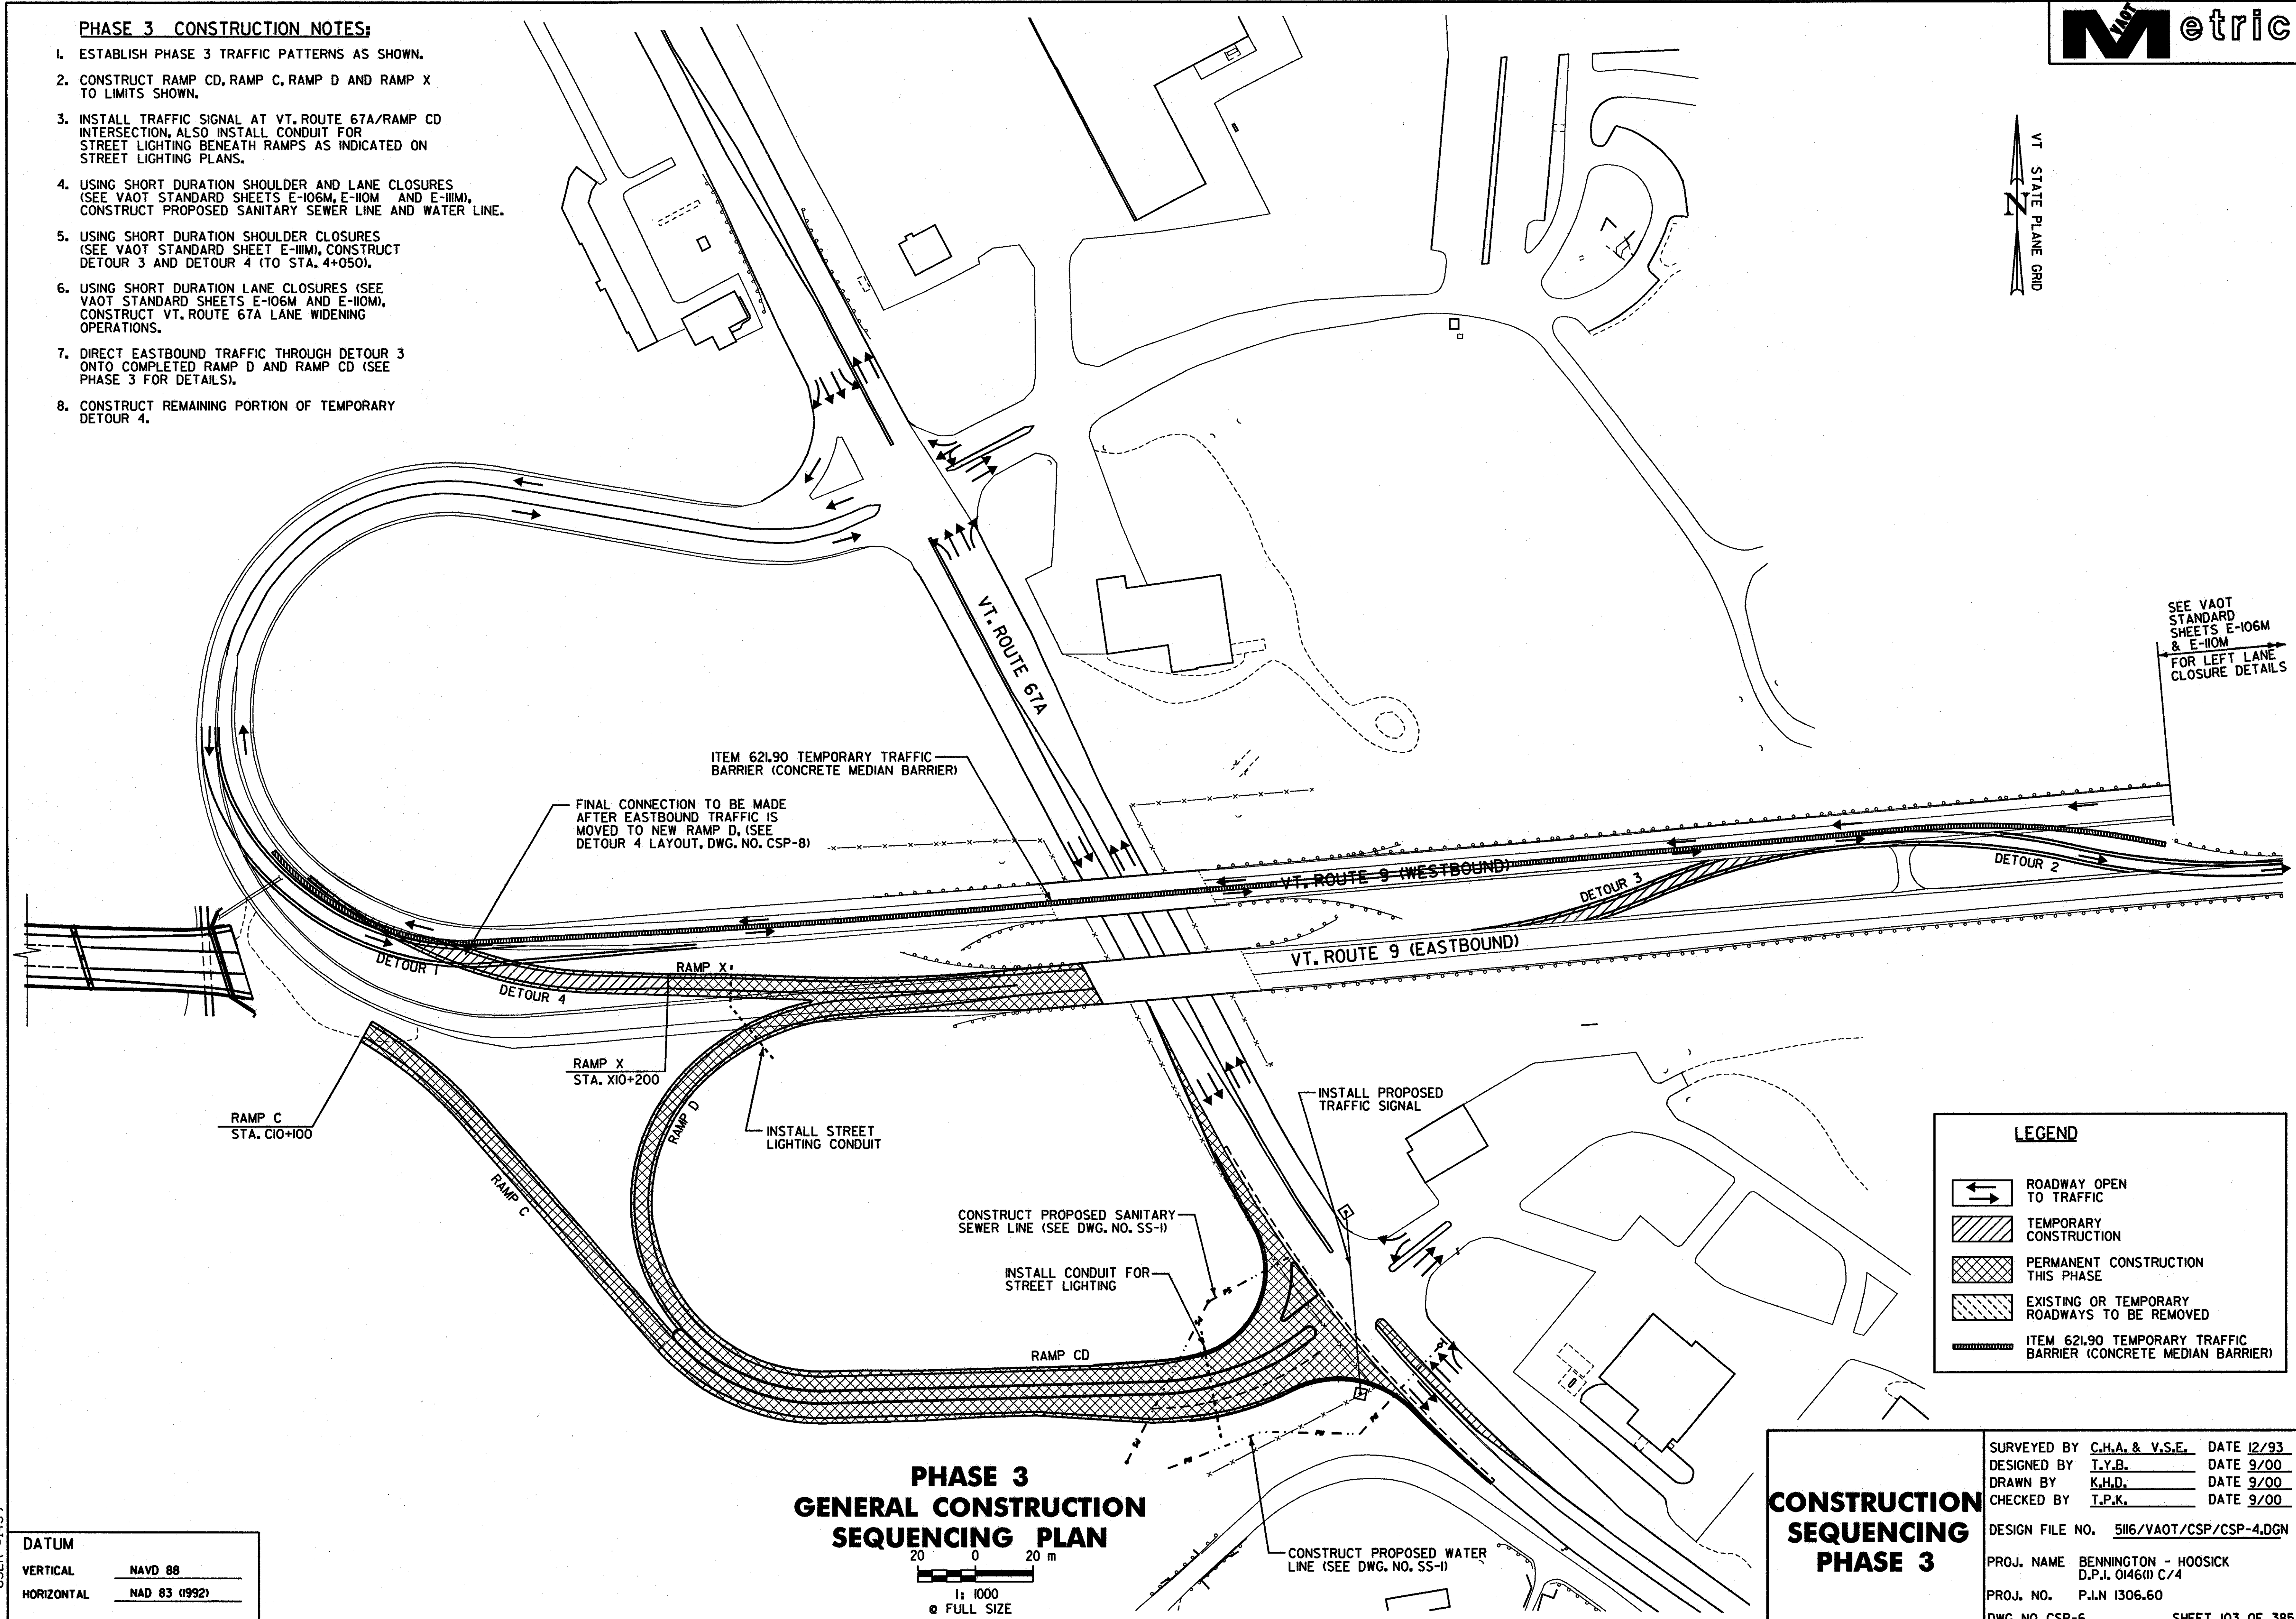 PHASE 3 CONSTRUCTION NOTES:
1. ESTABLISH PHASE 3 TRAFFIC PATTERNS AS SHOWN.
2. CONSTRUCT RAMP CD, RAMP C, RAMP D AND RAMP X
TO LIMITS SHOWN.
3. INSTALL TRAFFIC SIGNAL AT VT. ROUTE 67A/RAMP CD
INTERSECTION, ALSO INSTALL CONDUIT FOR
STREET LIGHTING BENEATH RAMPS AS INDICATED ON
STREET LIGHTING PLANS.
4. USING SHORT DURATION SHOULDER AND LANE CLOSURES
(SEE VAOT STANDARD SHEETS E-106M, E-110M AND E-111M),
CONSTRUCT PROPOSED SANITARY SEWER LINE AND WATER LINE.
5. USING SHORT DURATION SHOULDER CLOSURES
(SEE VAOT STANDARD SHEET E-111M), CONSTRUCT
DETOUR 3 AND DETOUR 4 (TO STA. 4+050).
6. USING SHORT DURATION LANE CLOSURES (SEE
VAOT STANDARD SHEETS E-106M AND E-110M),
CONSTRUCT VT. ROUTE 67A LANE WIDENING
OPERATIONS.
7. DIRECT EASTBOUND TRAFFIC THROUGH DETOUR 3
ONTO COMPLETED RAMP D AND RAMP CD (SEE
PHASE 3 FOR DETAILS).
8. CONSTRUCT REMAINING PORTION OF TEMPORARY
DETOUR 4.
VAOT
Metric
VT STATE PLANE GRID
N
SEE VAOT
STANDARD
SHEETS E-106M
& E-110M
FOR LEFT LANE
CLOSURE DETAILS
VT. ROUTE 67A
ITEM 621.90 TEMPORARY TRAFFIC
BARRIER (CONCRETE MEDIAN BARRIER)
FINAL CONNECTION TO BE MADE
AFTER EASTBOUND TRAFFIC IS
MOVED TO NEW RAMP D. (SEE
DETOUR 4 LAYOUT, DWG. NO. CSP-8)
VT. ROUTE 9 (WESTBOUND)
DETOUR 2
DETOUR 3
VT. ROUTE 9 (EASTBOUND)
DETOUR 1
RAMP X
DETOUR 4
RAMP X
STA. X10+200
RAMP C
STA. C10+100
RAMP D
INSTALL STREET
LIGHTING CONDUIT
INSTALL PROPOSED
TRAFFIC SIGNAL
RAMP C
CONSTRUCT PROPOSED SANITARY
SEWER LINE (SEE DWG. NO. SS-1)
INSTALL CONDUIT FOR
STREET LIGHTING
RAMP CD
LEGEND
ROADWAY OPEN
TO TRAFFIC
TEMPORARY
CONSTRUCTION
PERMANENT CONSTRUCTION
THIS PHASE
EXISTING OR TEMPORARY
ROADWAYS TO BE REMOVED
ITEM 621.90 TEMPORARY TRAFFIC
BARRIER (CONCRETE MEDIAN BARRIER)
CONSTRUCT PROPOSED WATER
LINE (SEE DWG. NO. SS-1)
PHASE 3
GENERAL CONSTRUCTION
SEQUENCING PLAN
20 0 20 m
1: 1000
@ FULL SIZE
DATUM
VERTICAL NAVD 88
HORIZONTAL NAD 83 (1992)
CONSTRUCTION
SEQUENCING
PHASE 3
SURVEYED BY C.H.A. & V.S.E. DATE 12/93
DESIGNED BY T.Y.B. DATE 9/00
DRAWN BY K.H.D. DATE 9/00
CHECKED BY T.P.K. DATE 9/00
DESIGN FILE NO. 5116/VAOT/CSP/CSP-4.DGN
PROJ. NAME BENNINGTON - HOOSICK
D.P.I. 0146(1) C/4
PROJ. NO. P.I.N 1306.60
DWG. NO. CSP-6 SHEET 103 OF